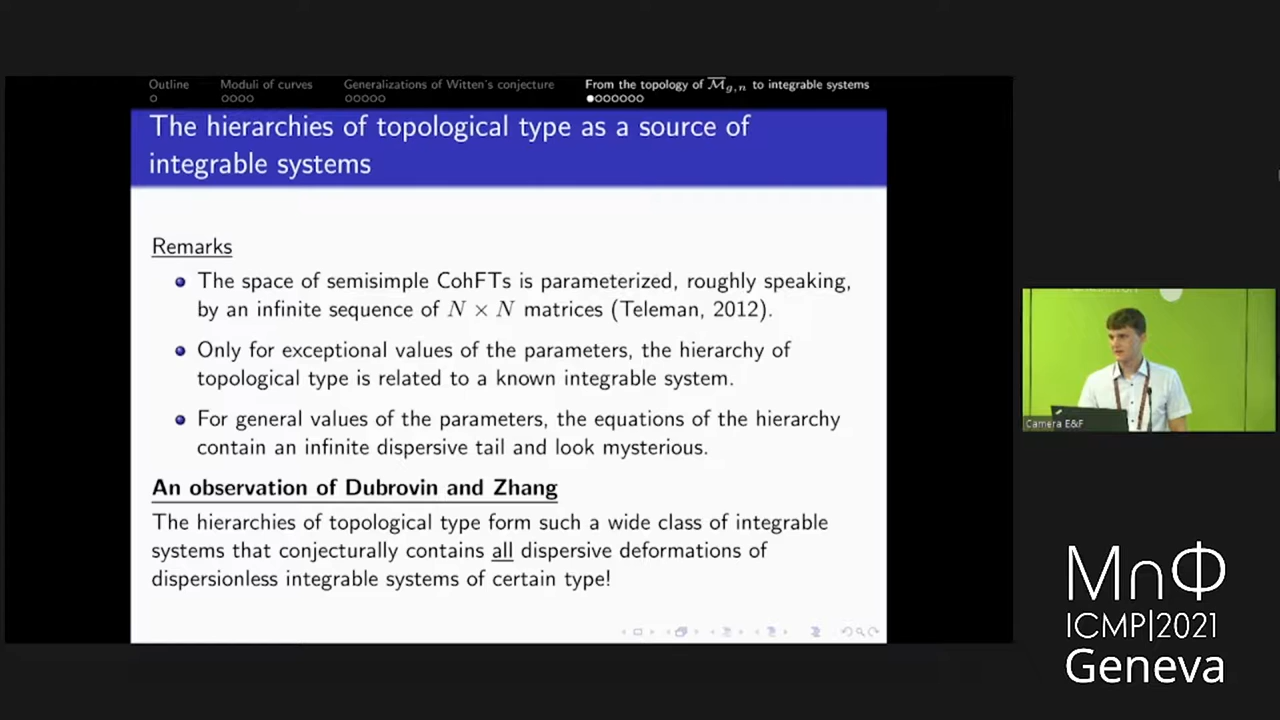 Outline Moduli of curves Generalizations of Witten's conjecture From the topology of $\overline{\mathcal{M}}_{g,n}$ to integrable systems
The hierarchies of topological type as a source of
integrable systems
Remarks
The space of semisimple CohFTs is parameterized, roughly speaking,
by an infinite sequence of N × N matrices (Teleman, 2012).
Only for exceptional values of the parameters, the hierarchy of
topological type is related to a known integrable system.
For general values of the parameters, the equations of the hierarchy
contain an infinite dispersive tail and look mysterious.
An observation of Dubrovin and Zhang
The hierarchies of topological type form such a wide class of integrable
systems that conjecturally contains all dispersive deformations of
dispersionless integrable systems of certain type!
Camera E&F
M∩Φ
ICMP|2021
Geneva